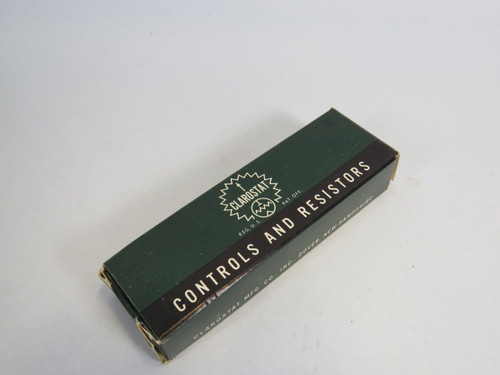 CLAROSTAT
REG. U.S. PAT. OFF.
CONTROLS AND RESISTORS
CLAROSTAT MFG. CO., INC. DOVER, NEW HAMPSHIRE